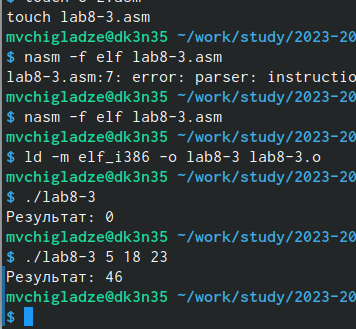 touch lab8-3.asm
mvchigladze@dk3n35 ~/work/study/2023-20
$ nasm -f elf lab8-3.asm
lab8-3.asm:7: error: parser: instructio
mvchigladze@dk3n35 ~/work/study/2023-20
$ nasm -f elf lab8-3.asm
mvchigladze@dk3n35 ~/work/study/2023-20
$ ld -m elf_i386 -o lab8-3 lab8-3.o
mvchigladze@dk3n35 ~/work/study/2023-20
$ ./lab8-3
Результат: 0
mvchigladze@dk3n35 ~/work/study/2023-20
$ ./lab8-3 5 18 23
Результат: 46
mvchigladze@dk3n35 ~/work/study/2023-20
$